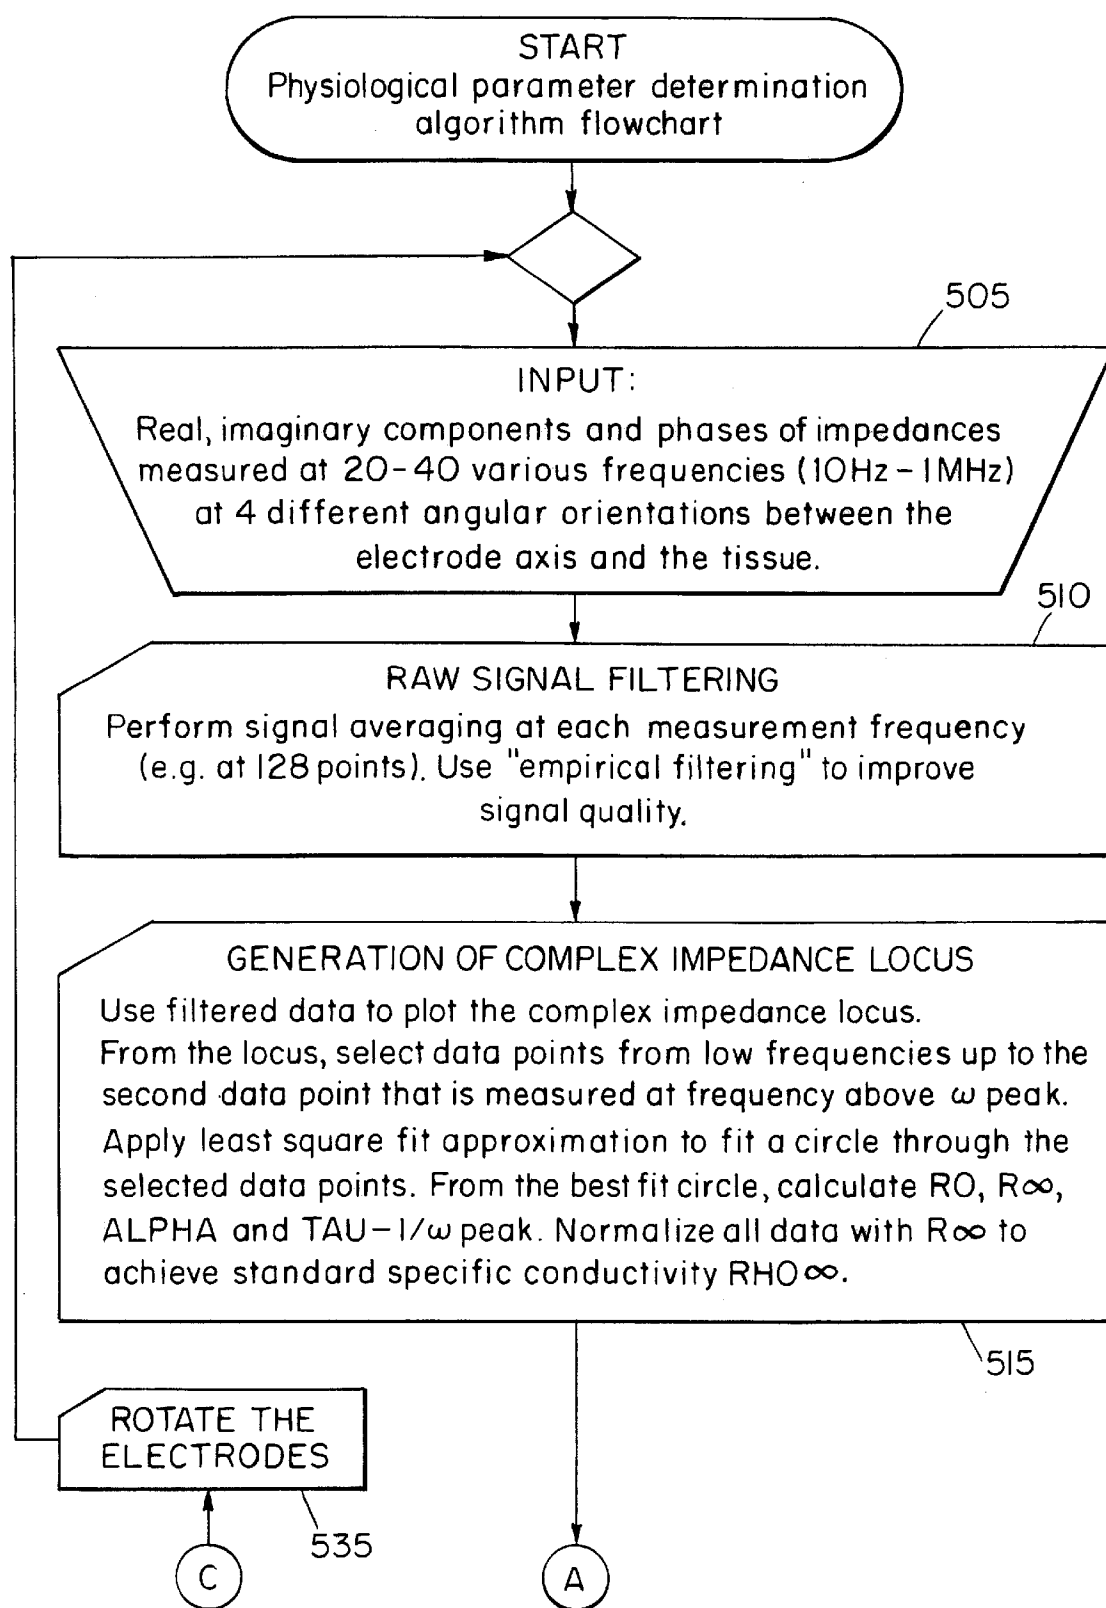 START
Physiological parameter determination
algorithm flowchart
505
INPUT:
Real, imaginary components and phases of impedances
measured at 20-40 various frequencies (10Hz-1MHz)
at 4 different angular orientations between the
electrode axis and the tissue.
510
RAW SIGNAL FILTERING
Perform signal averaging at each measurement frequency
(e.g. at 128 points). Use "empirical filtering" to improve
signal quality.
GENERATION OF COMPLEX IMPEDANCE LOCUS
Use filtered data to plot the complex impedance locus.
From the locus, select data points from low frequencies up to the
second data point that is measured at frequency above ω peak.
Apply least square fit approximation to fit a circle through the
selected data points. From the best fit circle, calculate RO, R∞,
ALPHA and TAU-1/ω peak. Normalize all data with R∞ to
achieve standard specific conductivity RHO∞.
515
ROTATE THE
ELECTRODES
535
C
A